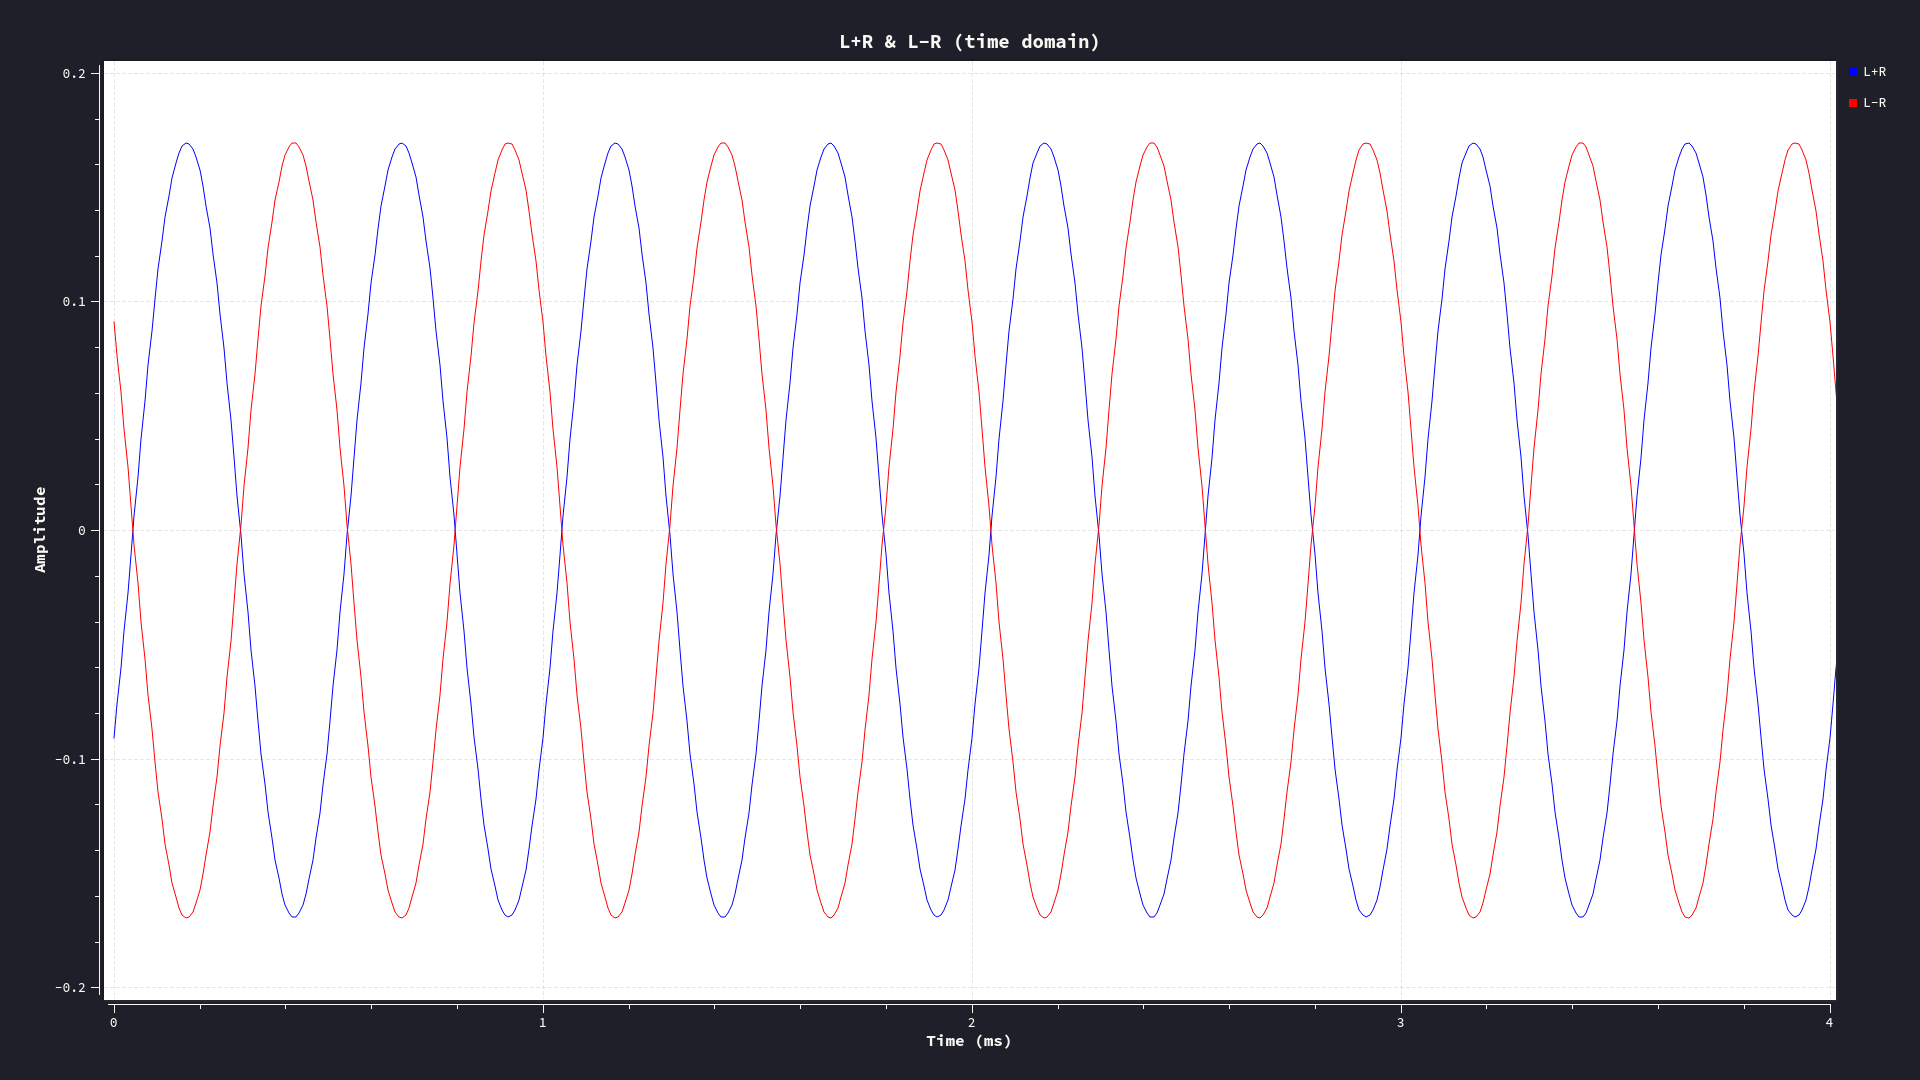 L+R & L−R (time domain)
L+R
L−R
0.2
0.1
0
−0.1
−0.2
Amplitude
0 1 2 3 4
Time (ms)